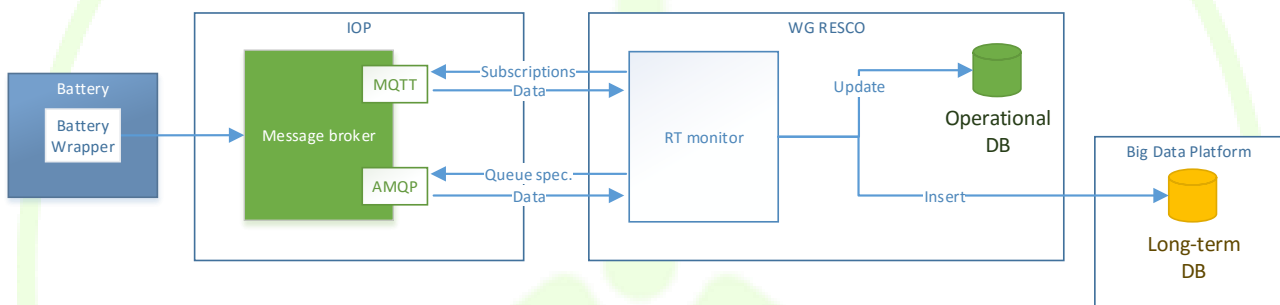 IOP
WG RESCO
Battery
Battery
Wrapper
Message broker
MQTT
AMQP
Subscriptions
Data
Queue spec.
Data
RT monitor
Update
Operational
DB
Insert
Big Data Platform
Long-term
DB